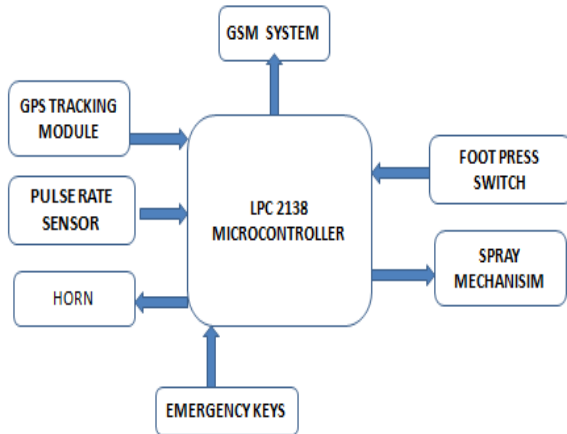 GSM SYSTEM
GPS TRACKING
MODULE
FOOT PRESS
SWITCH
PULSE RATE
SENSOR
LPC 2138
MICROCONTROLLER
SPRAY
MECHANISIM
HORN
EMERGENCY KEYS